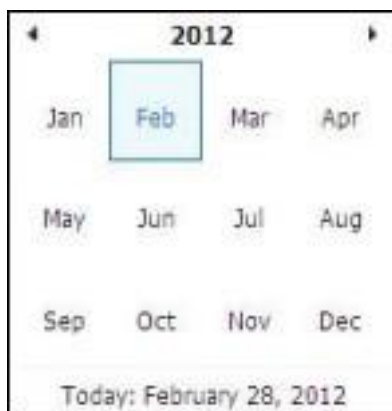 2012
Jan Feb Mar Apr
May Jun Jul Aug
Sep Oct Nov Dec
Today: February 28, 2012